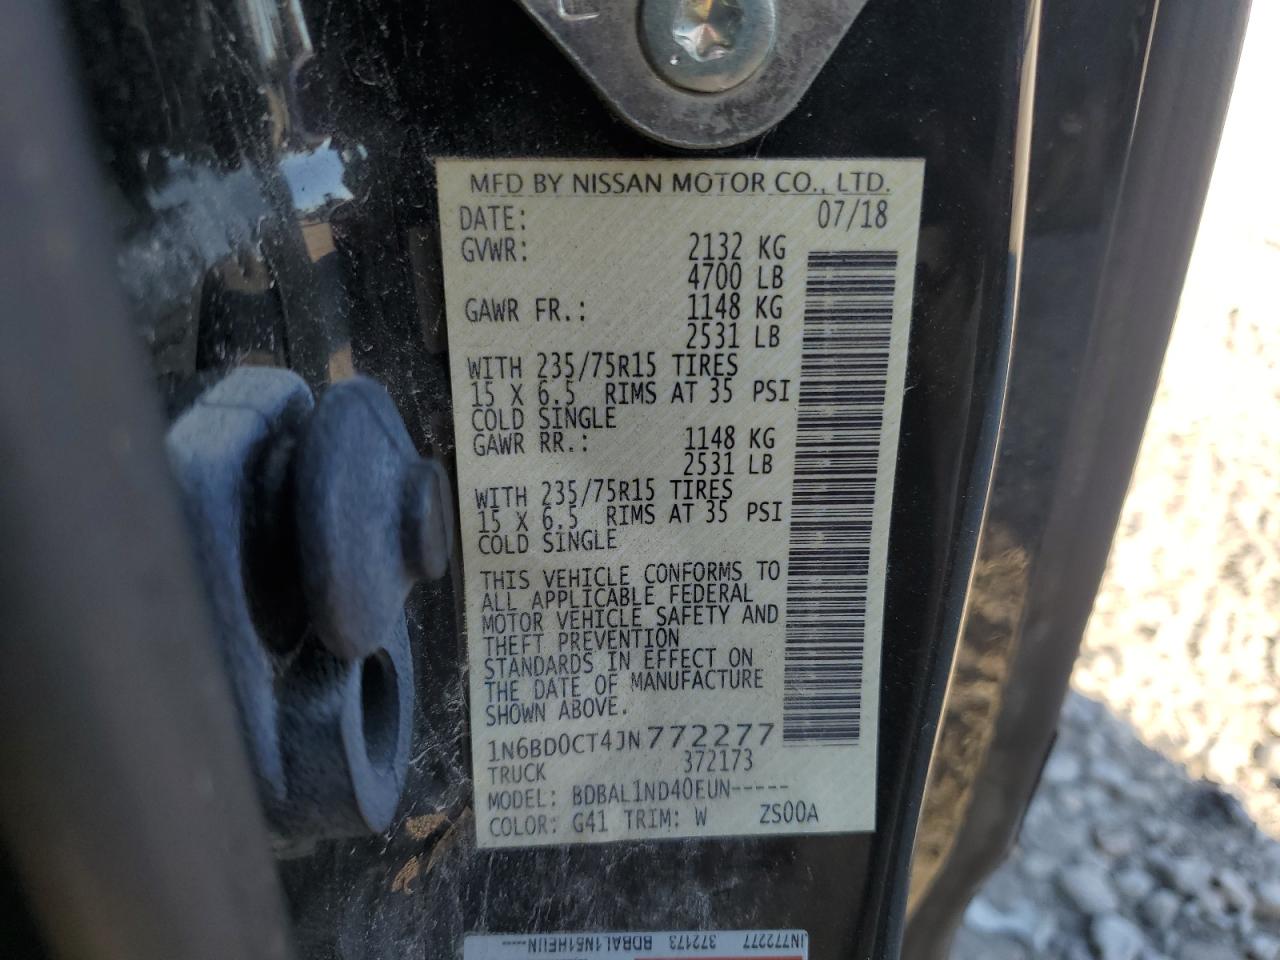 MFD BY NISSAN MOTOR CO., LTD.
DATE: 07/18
GVWR: 2132 KG
4700 LB
GAWR FR.: 1148 KG
2531 LB
WITH 235/75R15 TIRES
15 X 6.5 RIMS AT 35 PSI
COLD SINGLE
GAWR RR.: 1148 KG
2531 LB
WITH 235/75R15 TIRES
15 X 6.5 RIMS AT 35 PSI
COLD SINGLE
THIS VEHICLE CONFORMS TO
ALL APPLICABLE FEDERAL
MOTOR VEHICLE SAFETY AND
THEFT PREVENTION
STANDARDS IN EFFECT ON
THE DATE OF MANUFACTURE
SHOWN ABOVE.
1N6BD0CT4JN772277
TRUCK 372173
MODEL: BDBAL1ND40EUN-----
COLOR: G41 TRIM: W ZS00A
JN772277 372173 BDBAL1N51HEUN-----